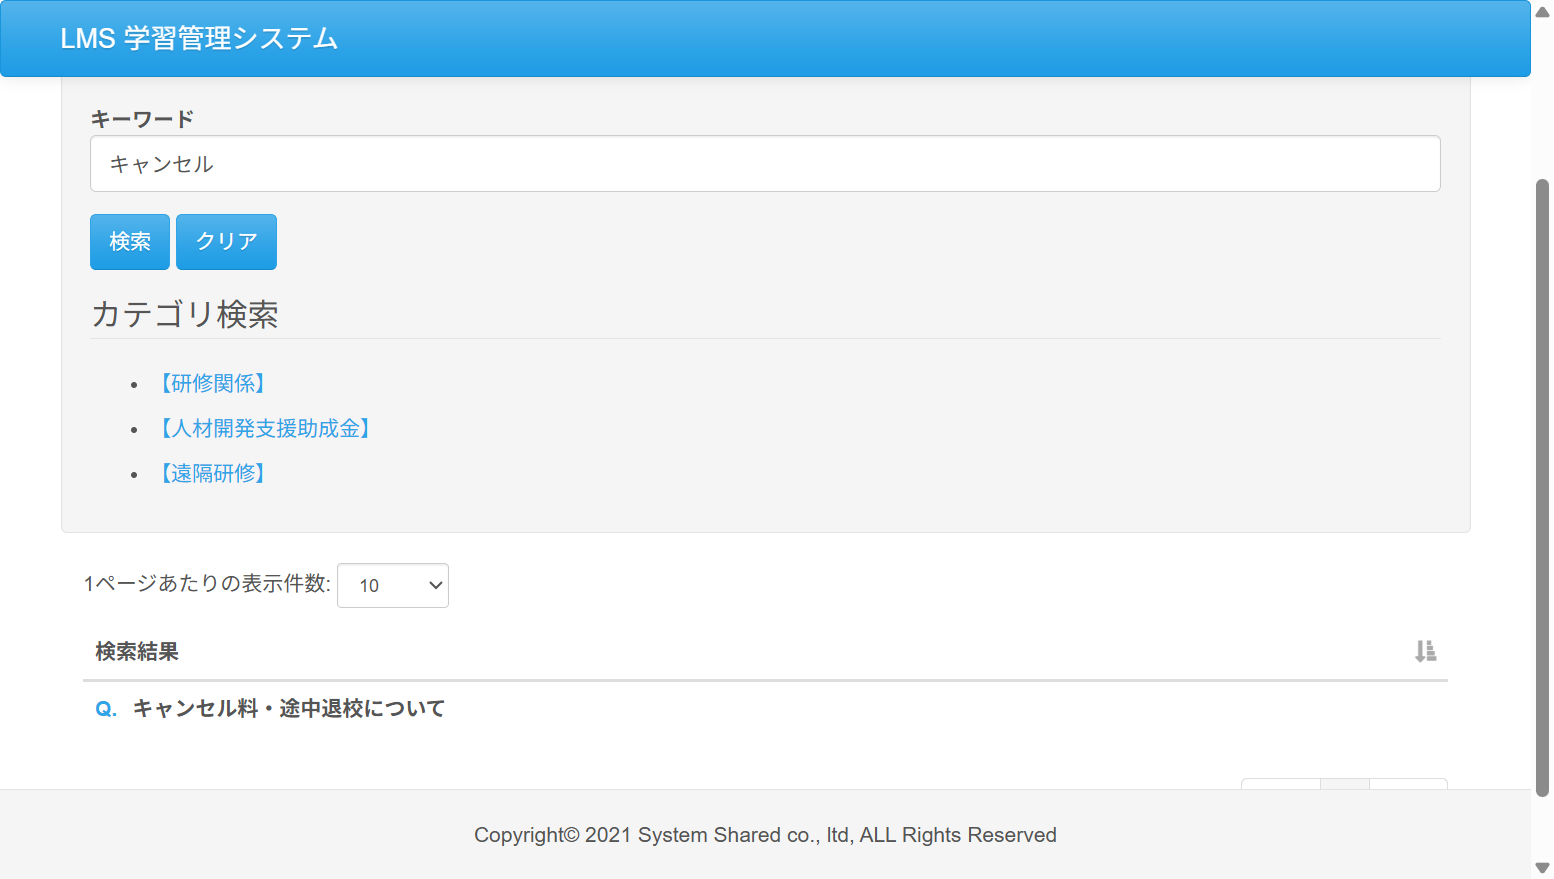 LMS 学習管理システム
キーワード
キャンセル
検索 クリア
カテゴリ検索
【研修関係】
【人材開発支援助成金】
【遠隔研修】
1ページあたりの表示件数: 10
検索結果
Q. キャンセル料・途中退校について
Copyright© 2021 System Shared co., ltd, ALL Rights Reserved